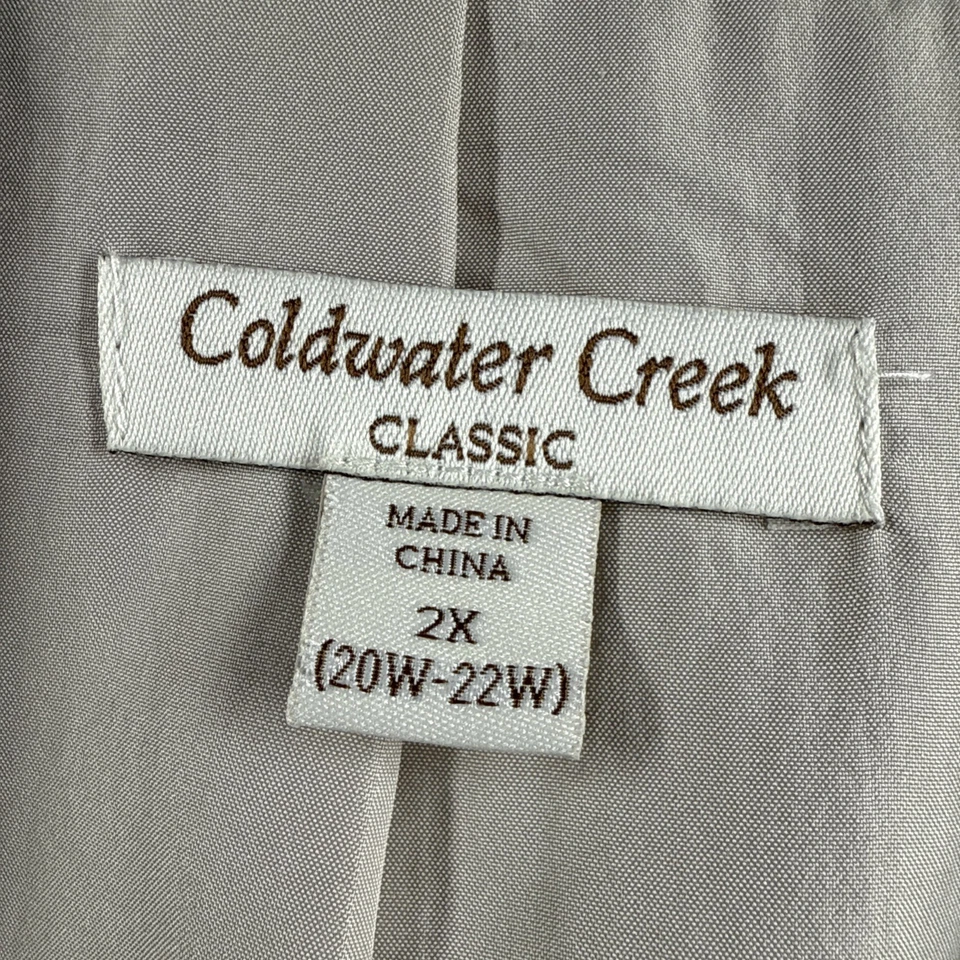 Coldwater Creek
CLASSIC
MADE IN
CHINA
2X
(20W-22W)